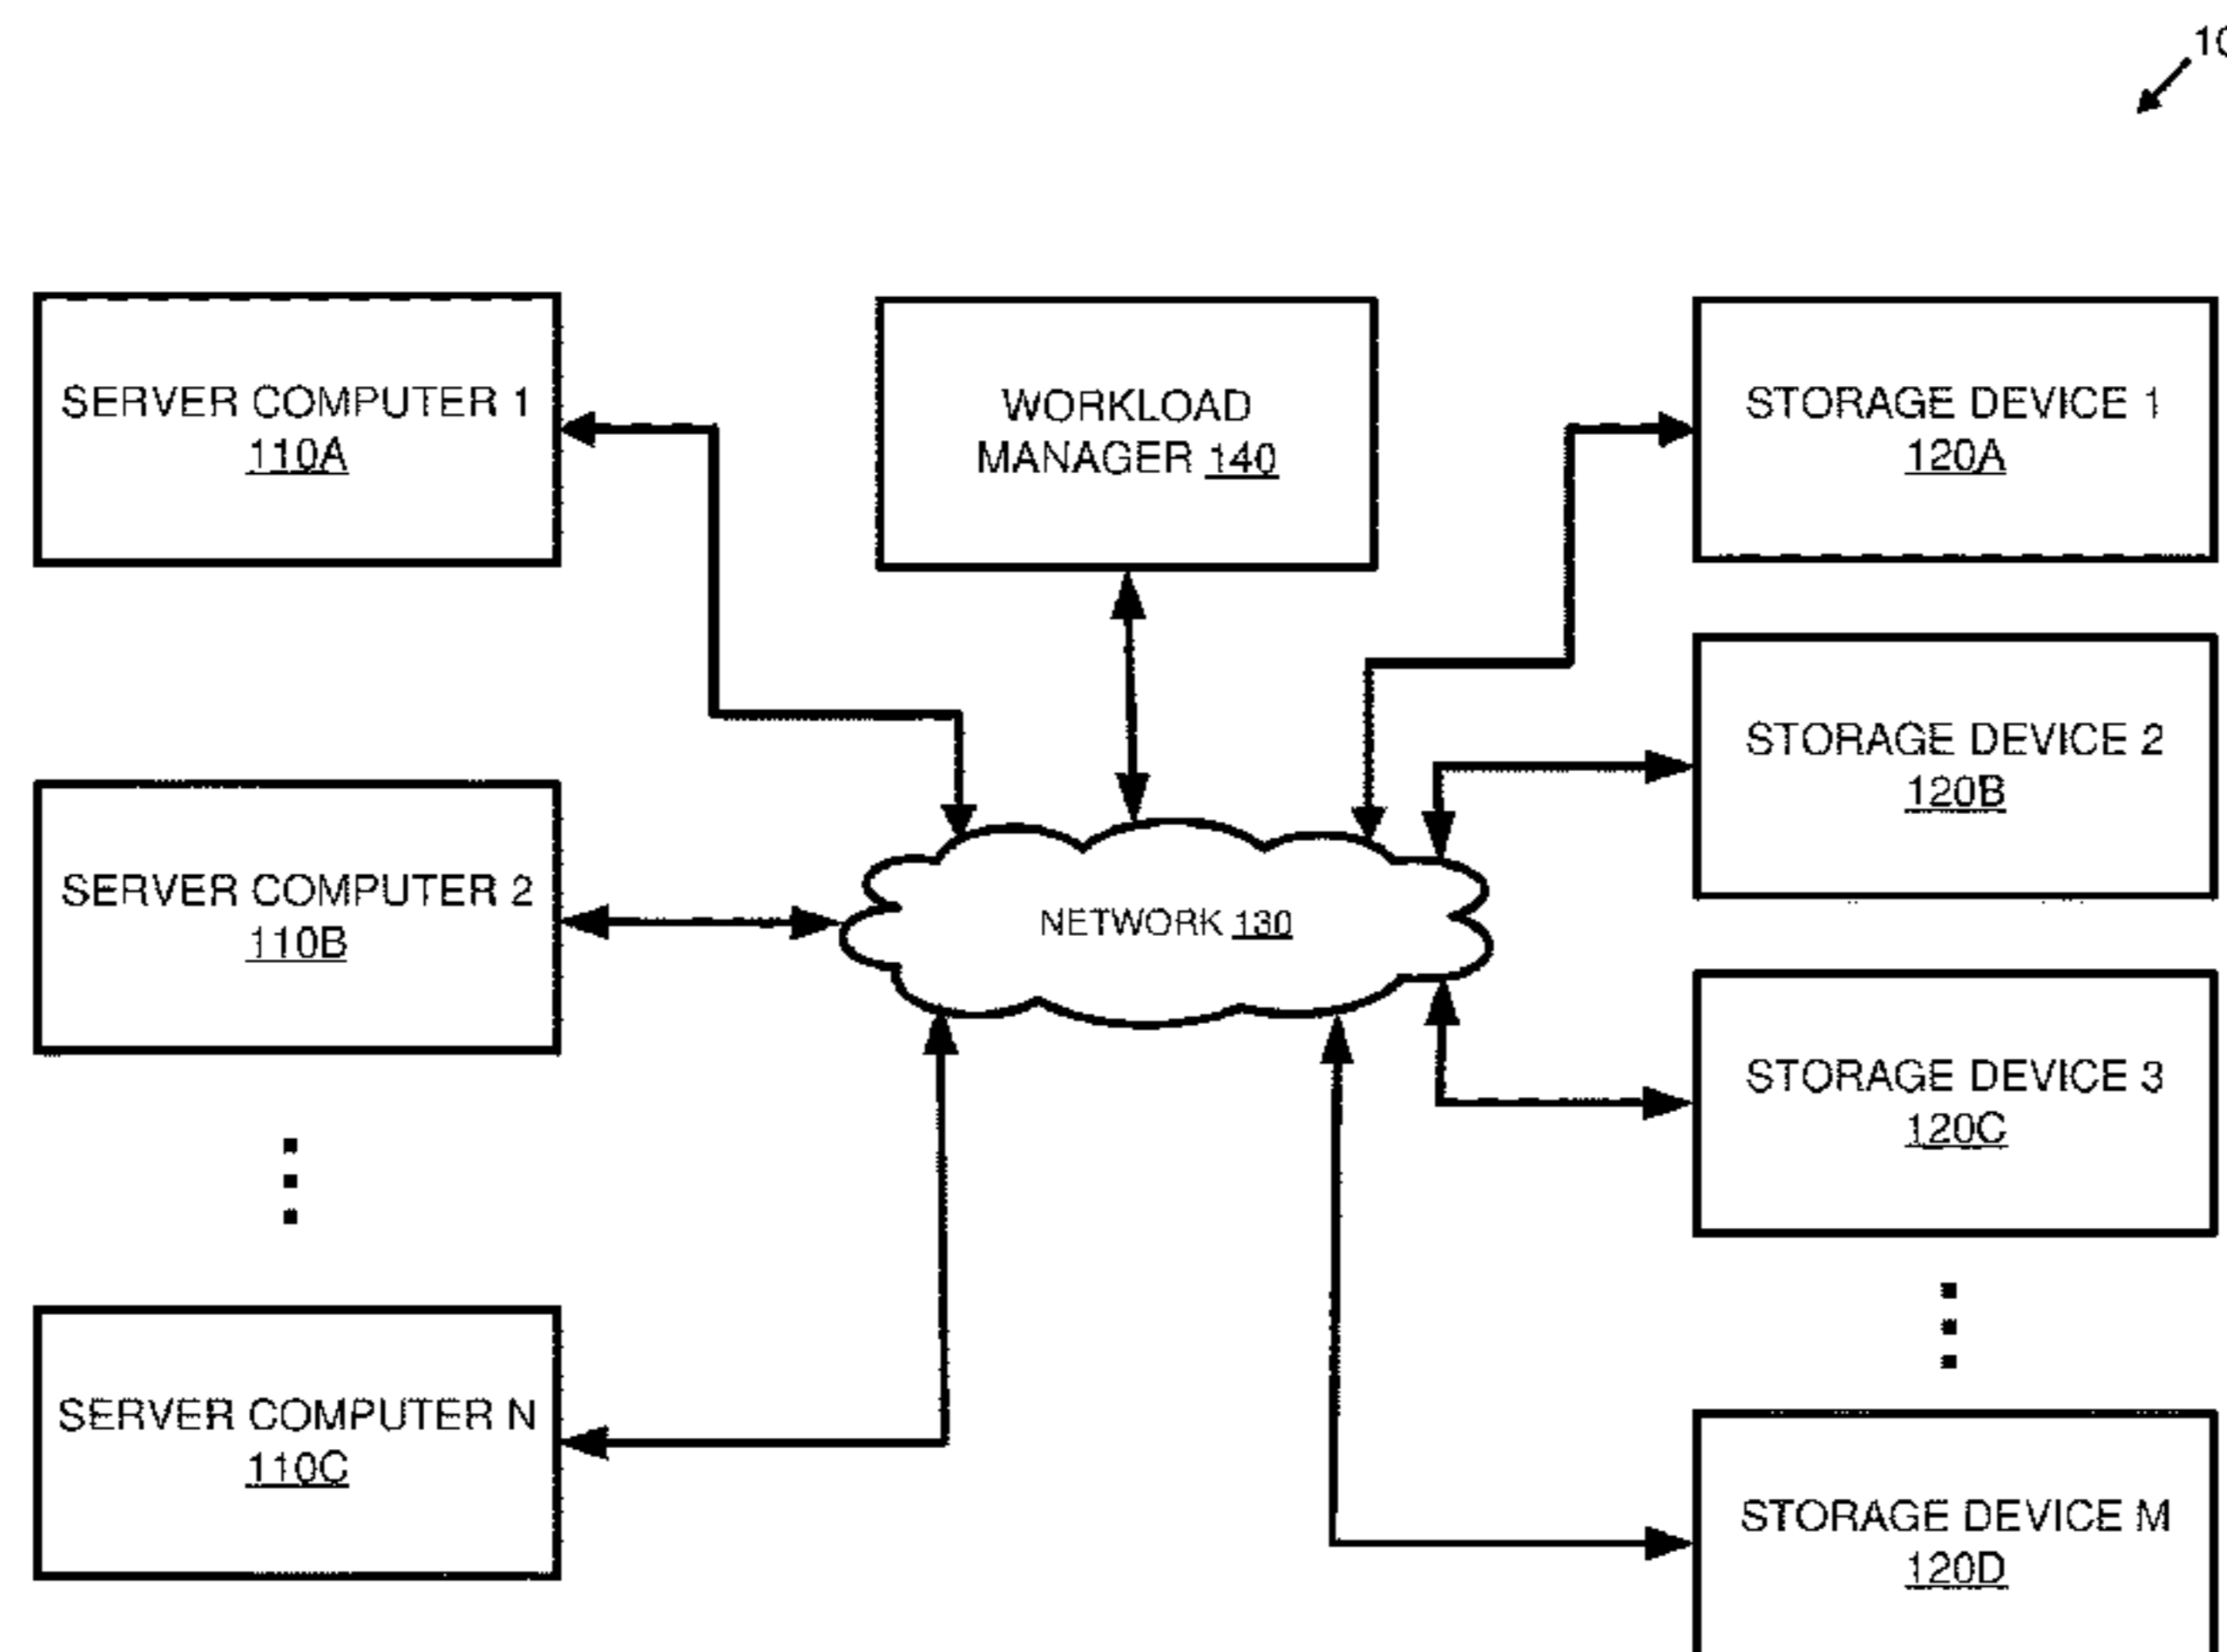 SERVER COMPUTER 1
110A
WORKLOAD
MANAGER 140
STORAGE DEVICE 1
120A
STORAGE DEVICE 2
120B
SERVER COMPUTER 2
110B
NETWORK 130
STORAGE DEVICE 3
120C
SERVER COMPUTER N
110C
STORAGE DEVICE M
120D